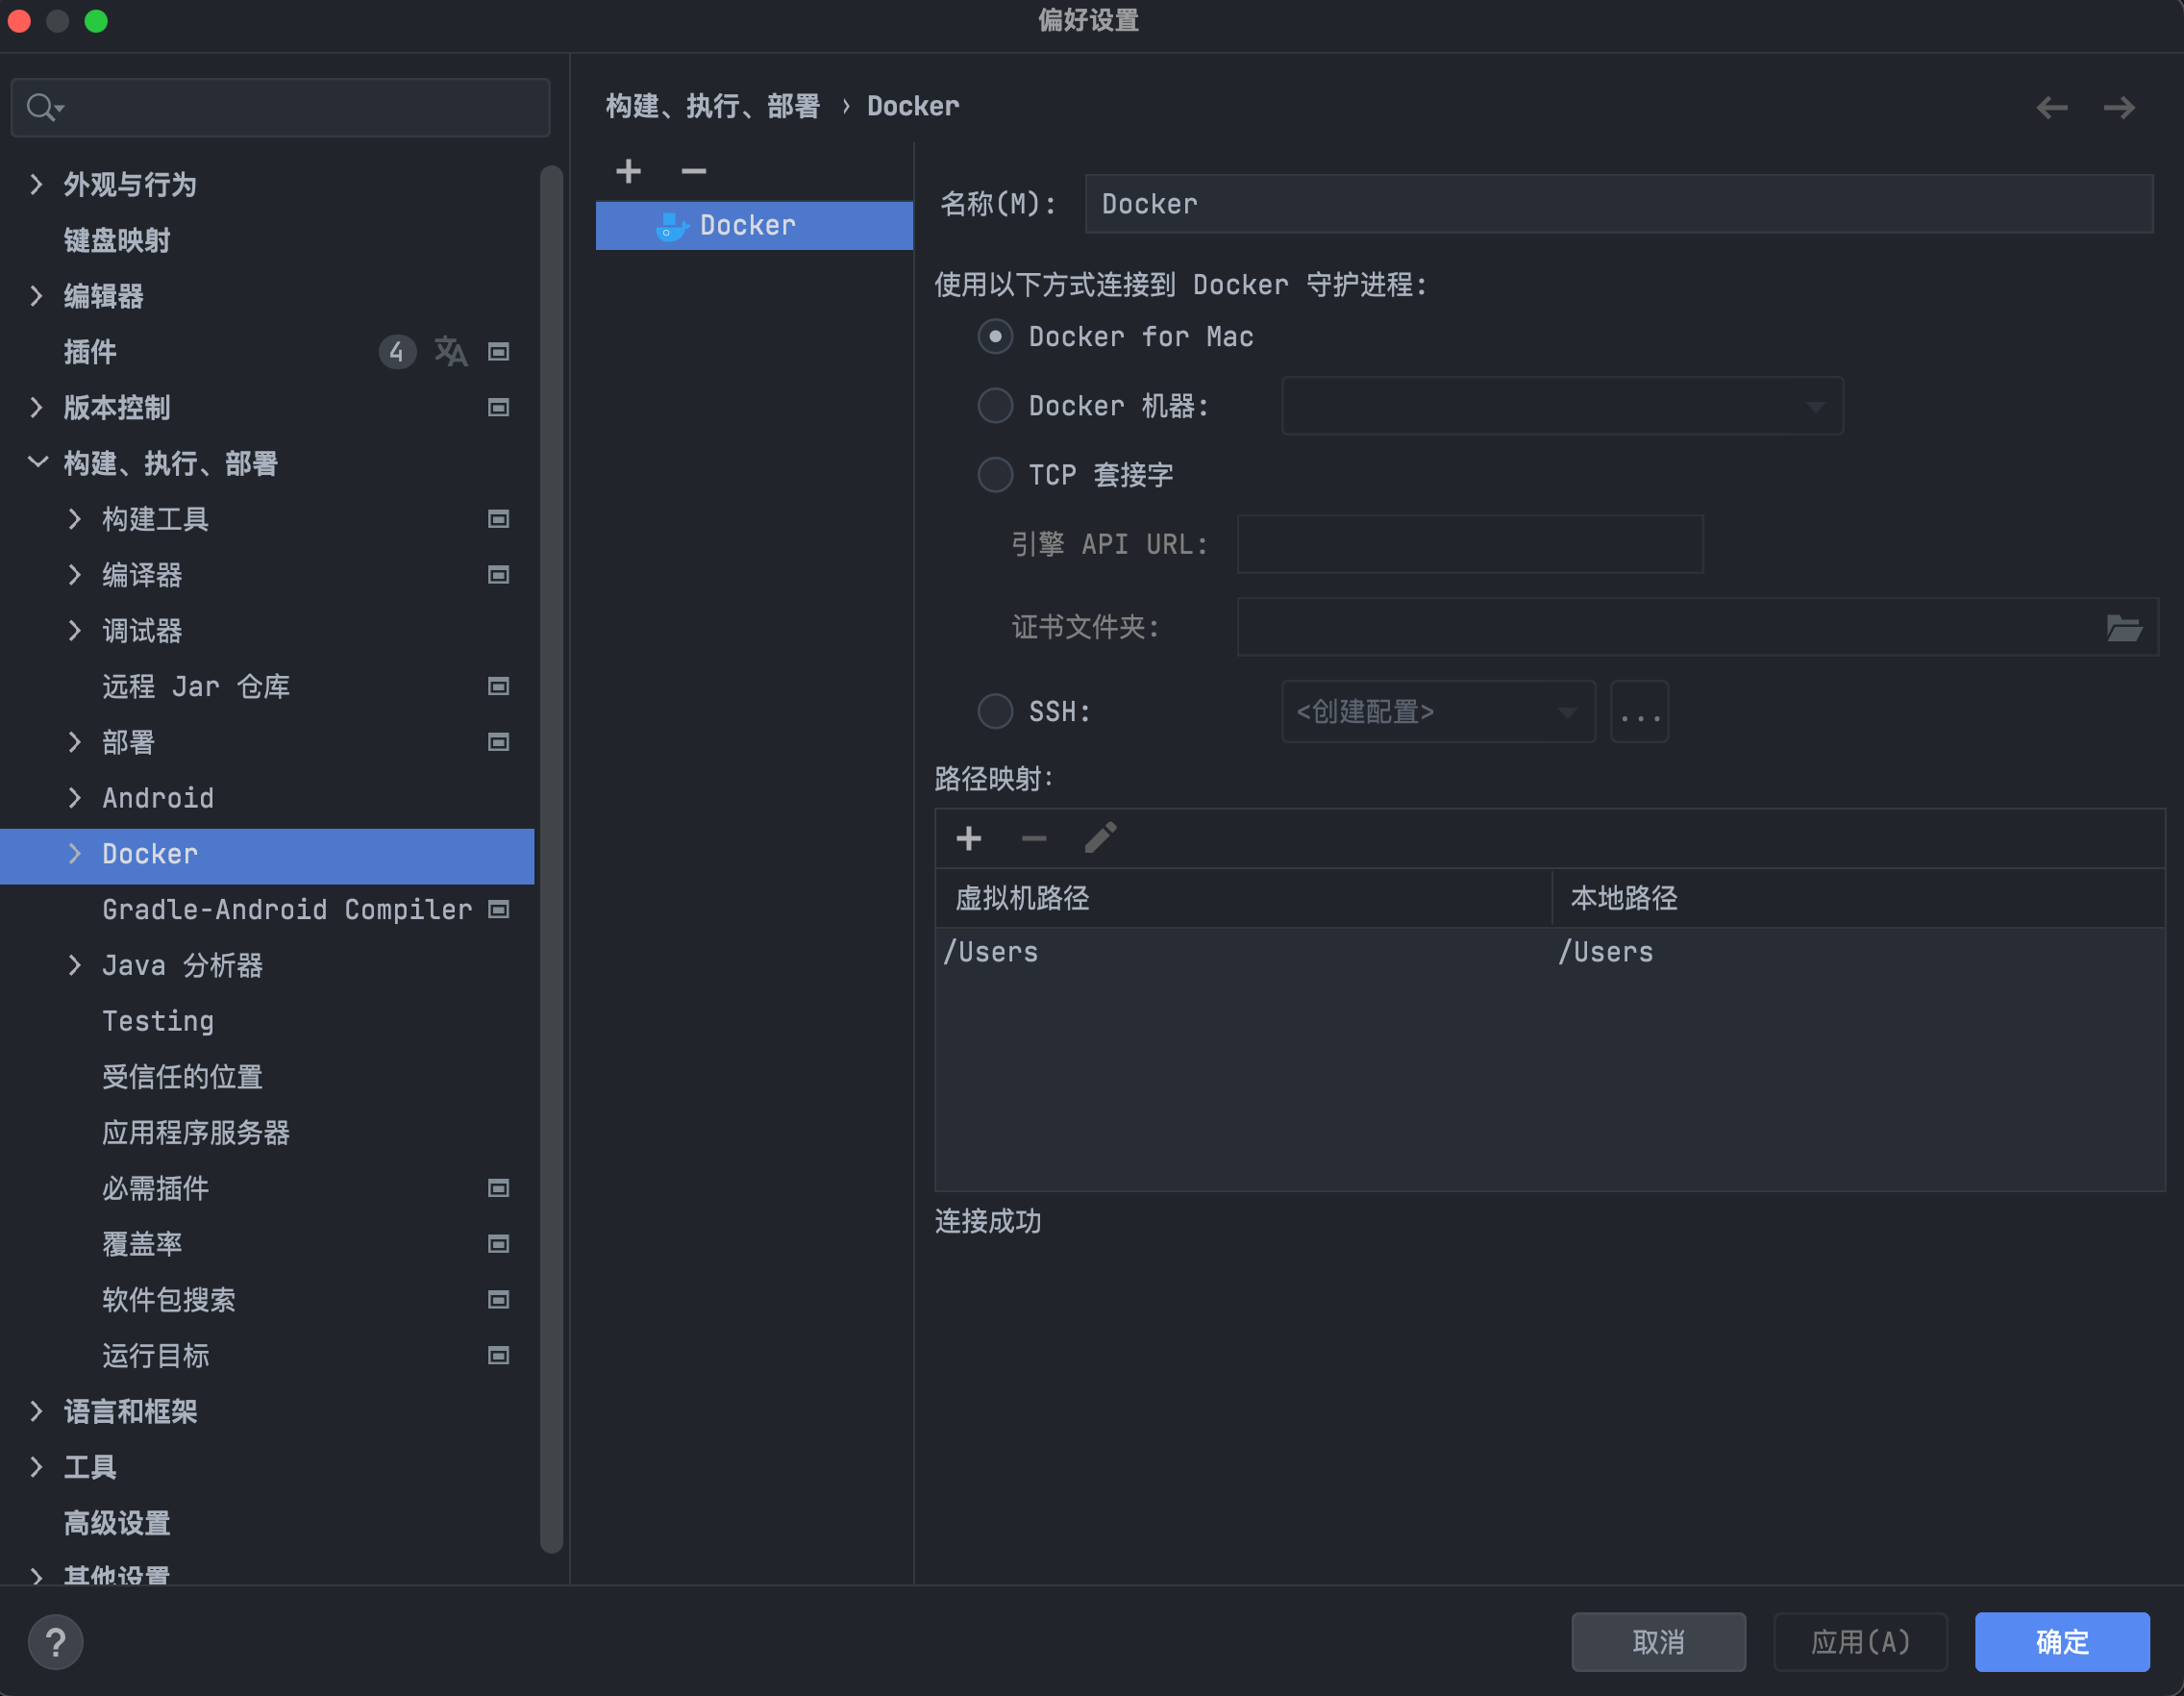 偏好设置
外观与行为
键盘映射
编辑器
插件 4
版本控制
构建、执行、部署
构建工具
编译器
调试器
远程 Jar 仓库
部署
Android
Docker
Gradle-Android Compiler
Java 分析器
Testing
受信任的位置
应用程序服务器
必需插件
覆盖率
软件包搜索
运行目标
语言和框架
工具
高级设置
其他设置
构建、执行、部署 › Docker
Docker
名称(M): Docker
使用以下方式连接到 Docker 守护进程:
Docker for Mac
Docker 机器:
TCP 套接字
引擎 API URL:
证书文件夹:
SSH: <创建配置> ...
路径映射:
虚拟机路径 本地路径
/Users /Users
连接成功
? 取消 应用(A) 确定